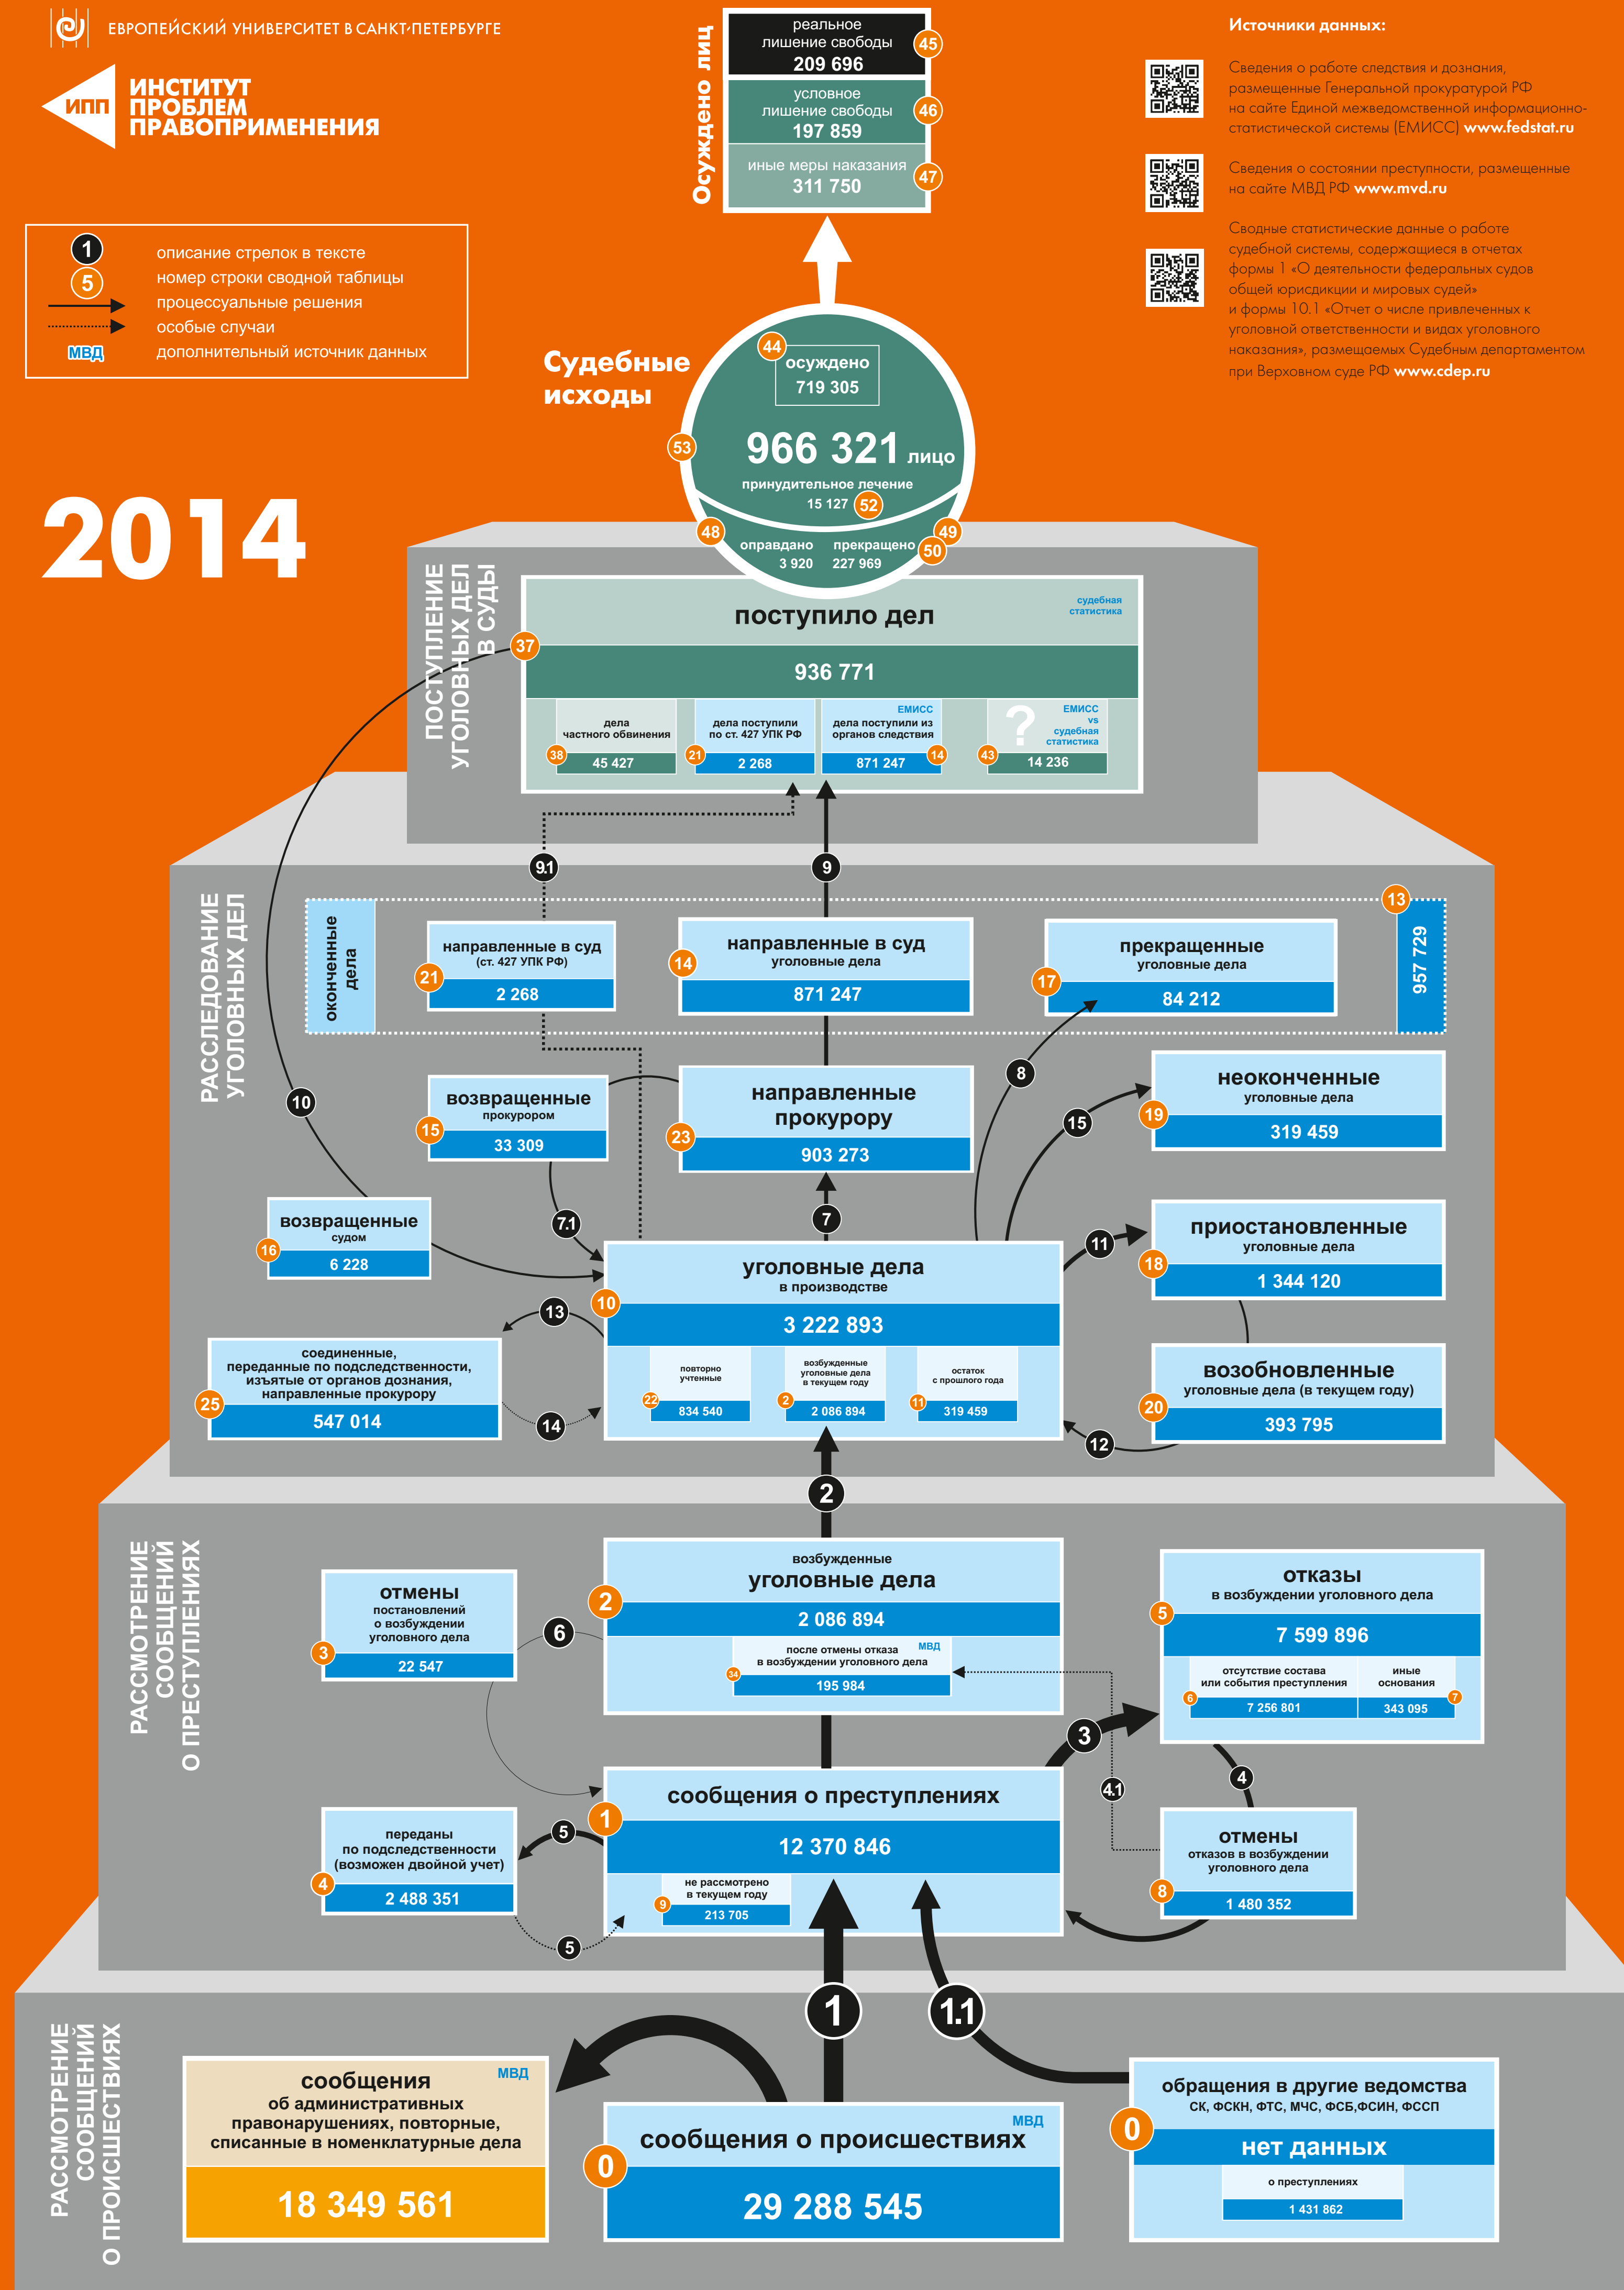 ЕВРОПЕЙСКИЙ УНИВЕРСИТЕТ В САНКТ-ПЕТЕРБУРГЕ
ИПП
ИНСТИТУТ
ПРОБЛЕМ
ПРАВОПРИМЕНЕНИЯ
1 описание стрелок в тексте
5 номер строки сводной таблицы
процессуальные решения
особые случаи
МВД дополнительный источник данных
2014
Источники данных:
Сведения о работе следствия и дознания,
размещенные Генеральной прокуратурой РФ
на сайте Единой межведомственной информационно-
статистической системы (ЕМИСС) www.fedstat.ru
Сведения о состоянии преступности, размещенные
на сайте МВД РФ www.mvd.ru
Сводные статистические данные о работе
судебной системы, содержащиеся в отчетах
формы 1 «О деятельности федеральных судов
общей юрисдикции и мировых судей»
и формы 10.1 «Отчет о числе привлеченных к
уголовной ответственности и видах уголовного
наказания», размещаемых Судебным департаментом
при Верховном суде РФ www.cdep.ru
Осуждено лиц
реальное
лишение свободы
209 696
45
условное
лишение свободы
197 859
46
иные меры наказания
311 750
47
Судебные
исходы
44
осуждено
719 305
53
966 321 лицо
принудительное лечение
15 127 52
48
49
50
оправдано
3 920
прекращено
227 969
ПОСТУПЛЕНИЕ
УГОЛОВНЫХ ДЕЛ
В СУДЫ
поступило дел
судебная
статистика
37
936 771
дела
частного обвинения
38
45 427
дела поступили
по ст. 427 УПК РФ
21
2 268
ЕМИСС
дела поступили из
органов следствия
871 247
14
?
ЕМИСС
vs
судебная
статистика
43
14 236
9.1
9
РАССЛЕДОВАНИЕ
УГОЛОВНЫХ ДЕЛ
оконченные
дела
направленные в суд
(ст. 427 УПК РФ)
21
2 268
направленные в суд
уголовные дела
14
871 247
прекращенные
уголовные дела
17
84 212
13
957 729
10
возвращенные
прокурором
15
33 309
направленные
прокурору
23
903 273
8
15
неоконченные
уголовные дела
19
319 459
7.1
7
возвращенные
судом
16
6 228
11
приостановленные
уголовные дела
18
1 344 120
уголовные дела
в производстве
10
3 222 893
повторно
учтенные
22
834 540
возбужденные
уголовные дела
в текущем году
2
2 086 894
остаток
с прошлого года
11
319 459
13
соединенные,
переданные по подследственности,
изъятые от органов дознания,
направленные прокурору
25
547 014
14
возобновленные
уголовные дела (в текущем году)
20
393 795
12
2
РАССМОТРЕНИЕ
СООБЩЕНИЙ
О ПРЕСТУПЛЕНИЯХ
возбужденные
уголовные дела
2
2 086 894
после отмены отказа
в возбуждении уголовного дела
МВД
34
195 984
отмены
постановлений
о возбуждении
уголовного дела
3
22 547
6
отказы
в возбуждении уголовного дела
5
7 599 896
отсутствие состава
или события преступления
6
7 256 801
иные
основания
343 095
7
3
4
4.1
сообщения о преступлениях
1
12 370 846
не рассмотрено
в текущем году
9
213 705
переданы
по подследственности
(возможен двойной учет)
4
2 488 351
5
5
отмены
отказов в возбуждении
уголовного дела
8
1 480 352
1
1.1
РАССМОТРЕНИЕ
СООБЩЕНИЙ
О ПРОИСШЕСТВИЯХ
МВД
сообщения
об административных
правонарушениях, повторные,
списанные в номенклатурные дела
18 349 561
МВД
сообщения о происшествиях
0
29 288 545
обращения в другие ведомства
СК, ФСКН, ФТС, МЧС, ФСБ,ФСИН, ФССП
0
нет данных
о преступлениях
1 431 862